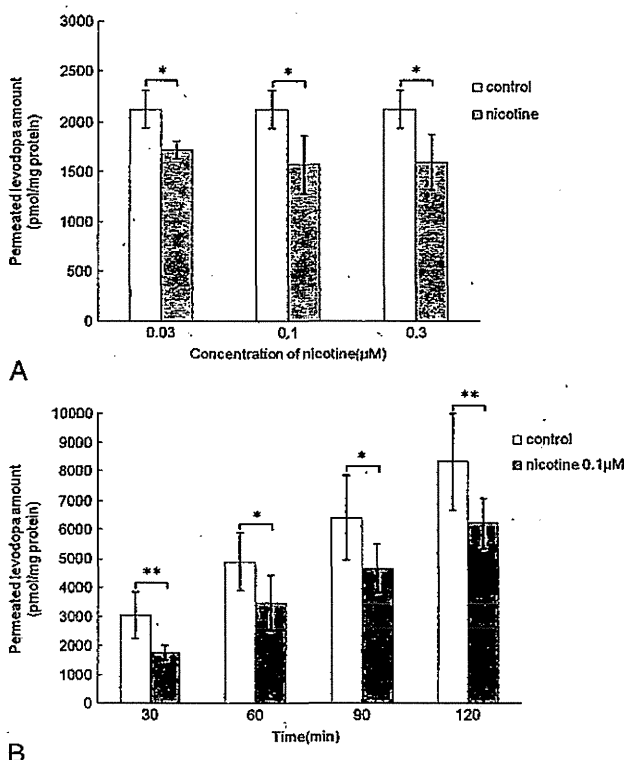 Permeated levodopa amount
(pmol/mg protein)
3000
2500
2000
1500
1000
500
0
* * *
control
nicotine
0.03 0.1 0.3
Concentration of nicotine(µM)
A
Permeated levodopa amount
(pmol/mg protein)
10000
9000
8000
7000
6000
5000
4000
3000
2000
1000
0
** * * **
control
nicotine 0.1µM
30 60 90 120
Time(min)
B